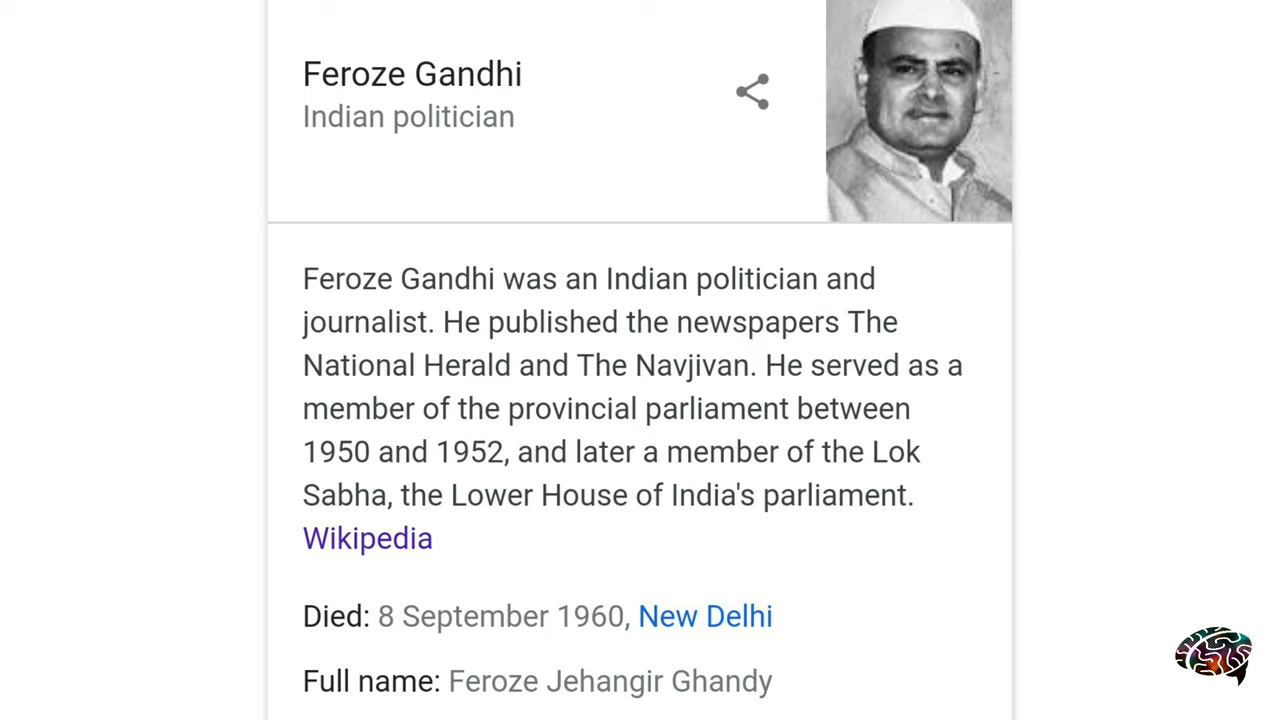 Feroze Gandhi
Indian politician
Feroze Gandhi was an Indian politician and
journalist. He published the newspapers The
National Herald and The Navjivan. He served as a
member of the provincial parliament between
1950 and 1952, and later a member of the Lok
Sabha, the Lower House of India's parliament.
Wikipedia
Died: 8 September 1960, New Delhi
Full name: Feroze Jehangir Ghandy